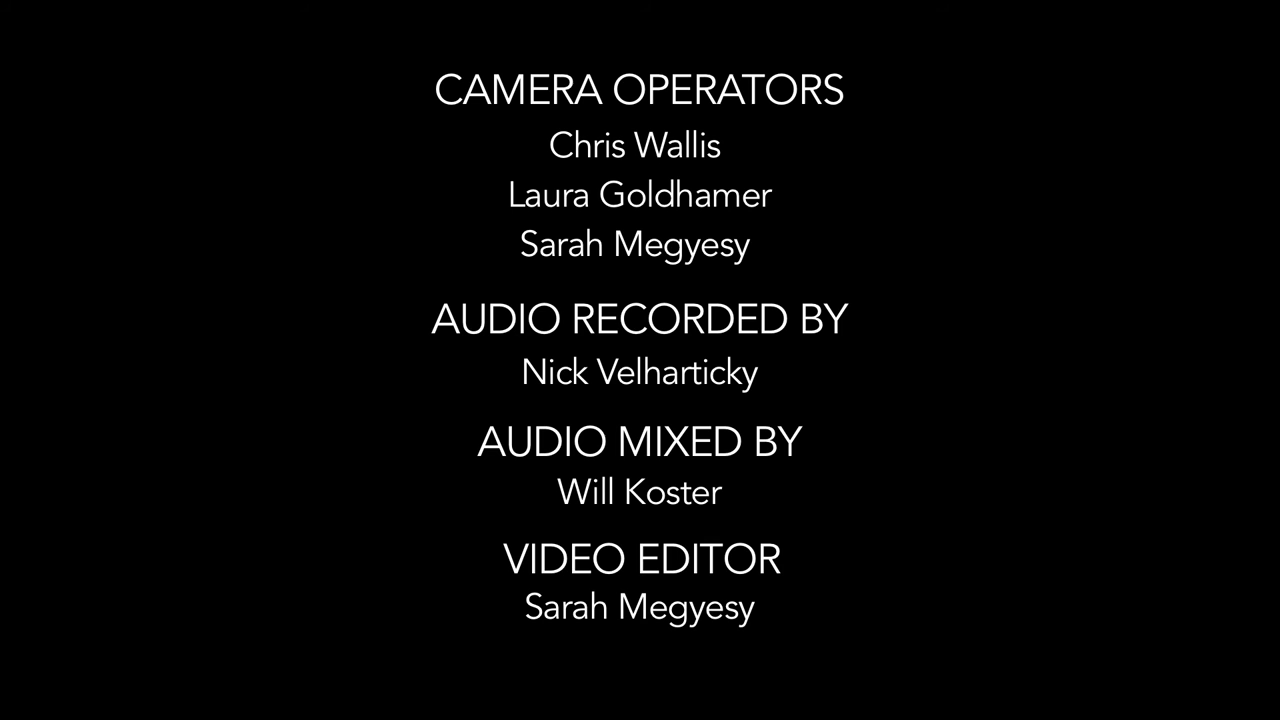 CAMERA OPERATORS
Chris Wallis
Laura Goldhamer
Sarah Megyesy
AUDIO RECORDED BY
Nick Velharticky
AUDIO MIXED BY
Will Koster
VIDEO EDITOR
Sarah Megyesy